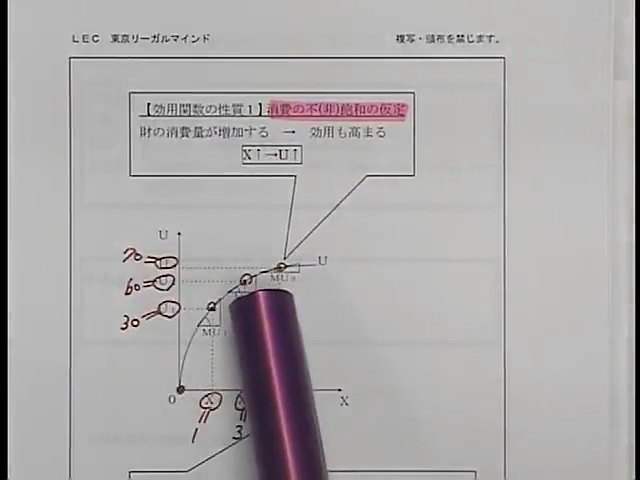 LEC 東京リーガルマインド
複写・頒布を禁じます。
【効用関数の性質１】消費の不(非)飽和の仮定
財の消費量が増加する → 効用も高まる
X↑→U↑
U
70
U
60
30
MU
0
X
1
3